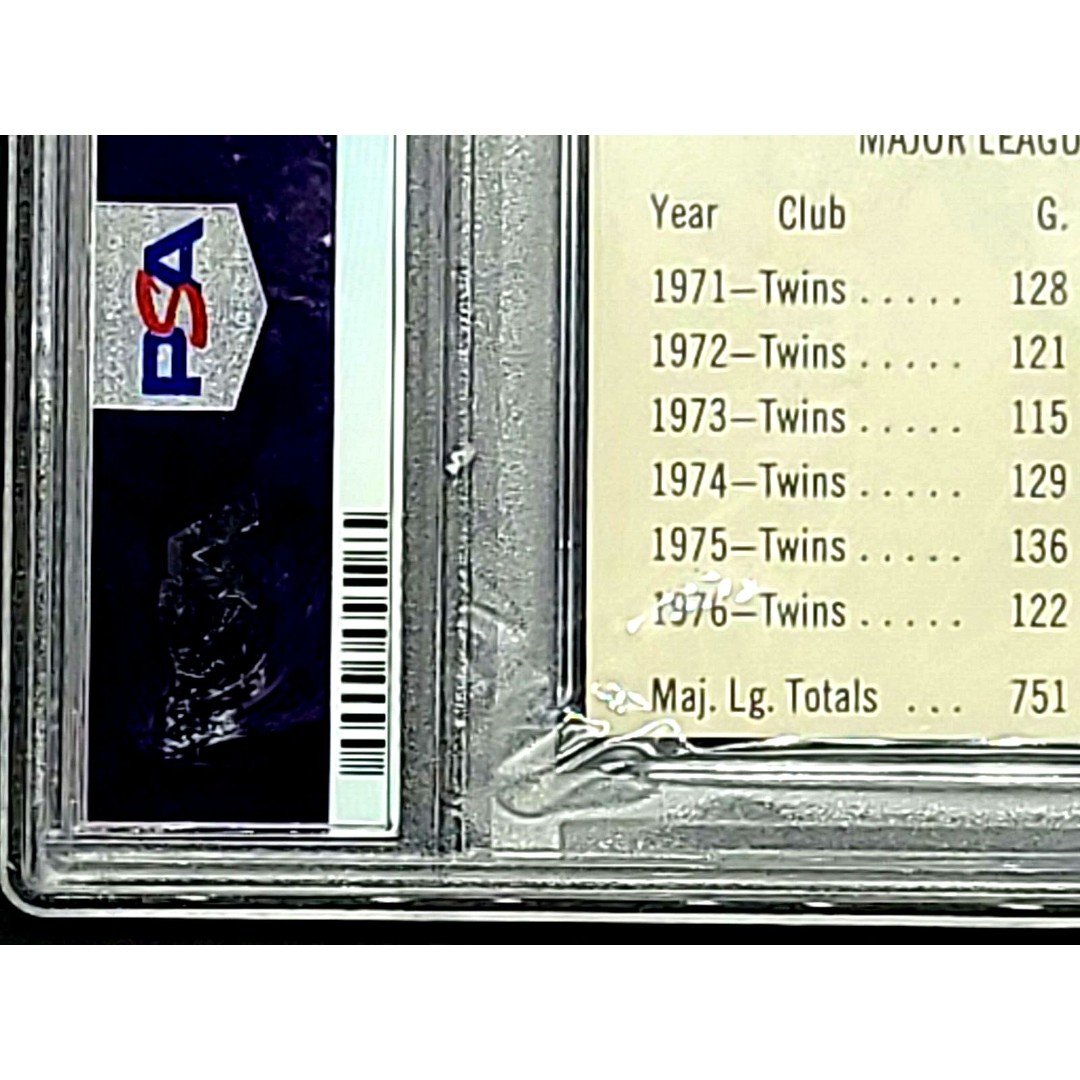 PSA
MAJOR LEAGU
Year Club G.
1971—Twins ..... 128
1972—Twins ..... 121
1973—Twins ..... 115
1974—Twins ..... 129
1975—Twins ..... 136
1976—Twins ..... 122
Maj. Lg. Totals ... 751